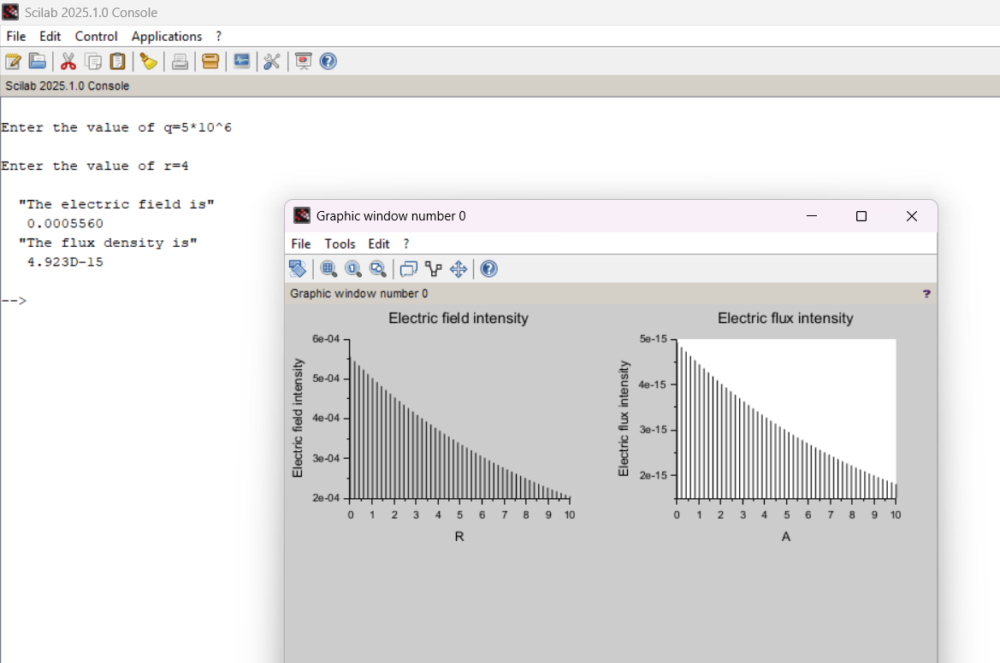 Scilab 2025.1.0 Console
File Edit Control Applications ?
Scilab 2025.1.0 Console
Enter the value of q=5*10^6
Enter the value of r=4
"The electric field is"
0.0005560
"The flux density is"
4.923D-15
-->
Graphic window number 0
File Tools Edit ?
Graphic window number 0 ?
Electric field intensity
Electric field intensity
6e-04
5e-04
4e-04
3e-04
2e-04
0 1 2 3 4 5 6 7 8 9 10
R
Electric flux intensity
Electric flux intensity
5e-15
4e-15
3e-15
2e-15
0 1 2 3 4 5 6 7 8 9 10
A